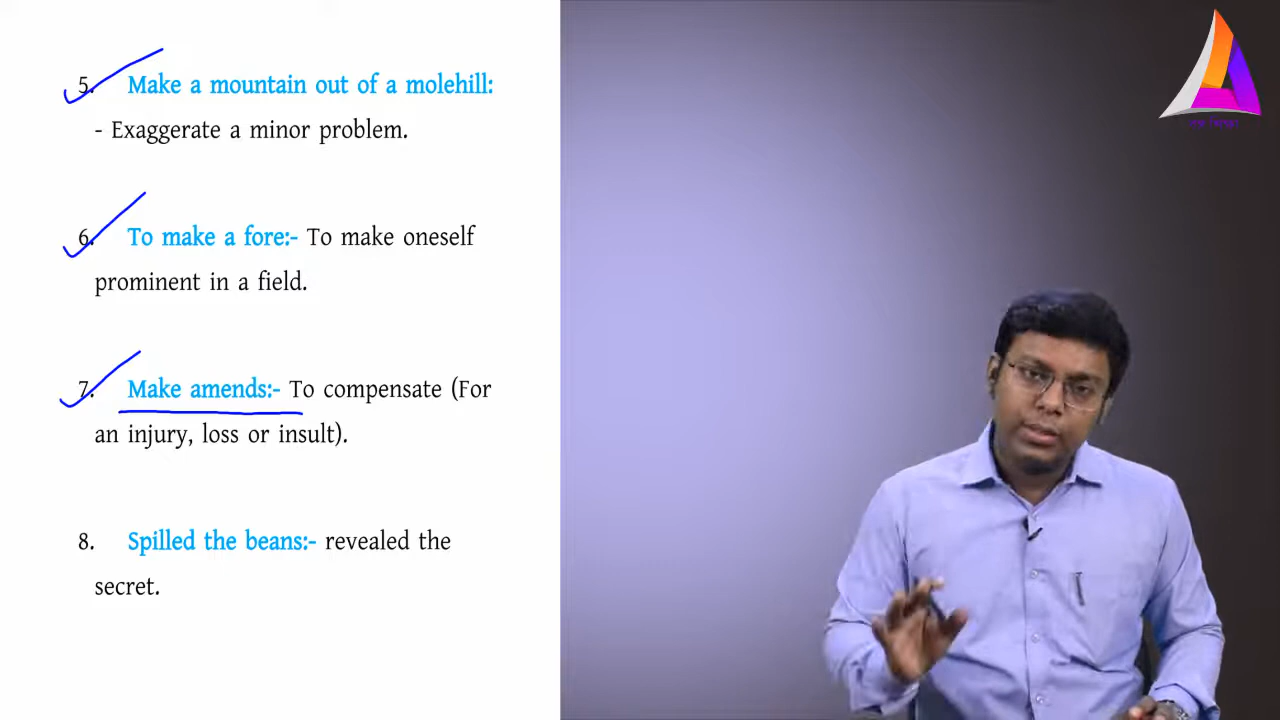 5. Make a mountain out of a molehill:
- Exaggerate a minor problem.
6. To make a fore:- To make oneself
prominent in a field.
7. Make amends:- To compensate (For
an injury, loss or insult).
8. Spilled the beans:- revealed the
secret.